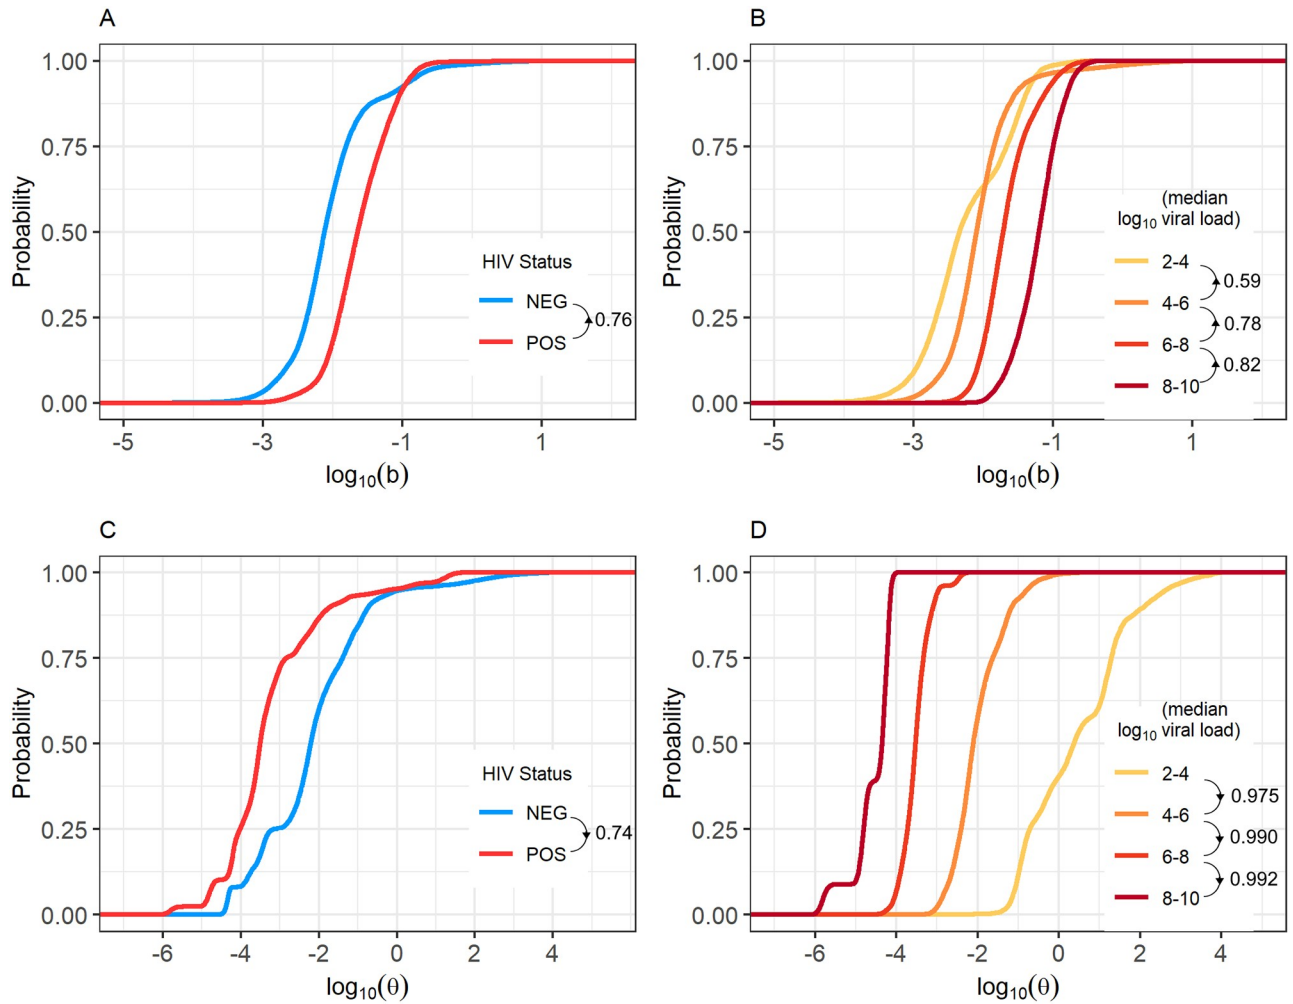 A
1.00
0.75
0.50
0.25
0.00
Probability
-5
-3
-1
1
log10(b)
HIV Status
NEG
POS
0.76
B
1.00
0.75
0.50
0.25
0.00
Probability
-5
-3
-1
1
log10(b)
(median
log10 viral load)
2-4
4-6
6-8
8-10
0.59
0.78
0.82
C
1.00
0.75
0.50
0.25
0.00
Probability
-6
-4
-2
0
2
4
log10(θ)
HIV Status
NEG
POS
0.74
D
1.00
0.75
0.50
0.25
0.00
Probability
-6
-4
-2
0
2
4
log10(θ)
(median
log10 viral load)
2-4
4-6
6-8
8-10
0.975
0.990
0.992